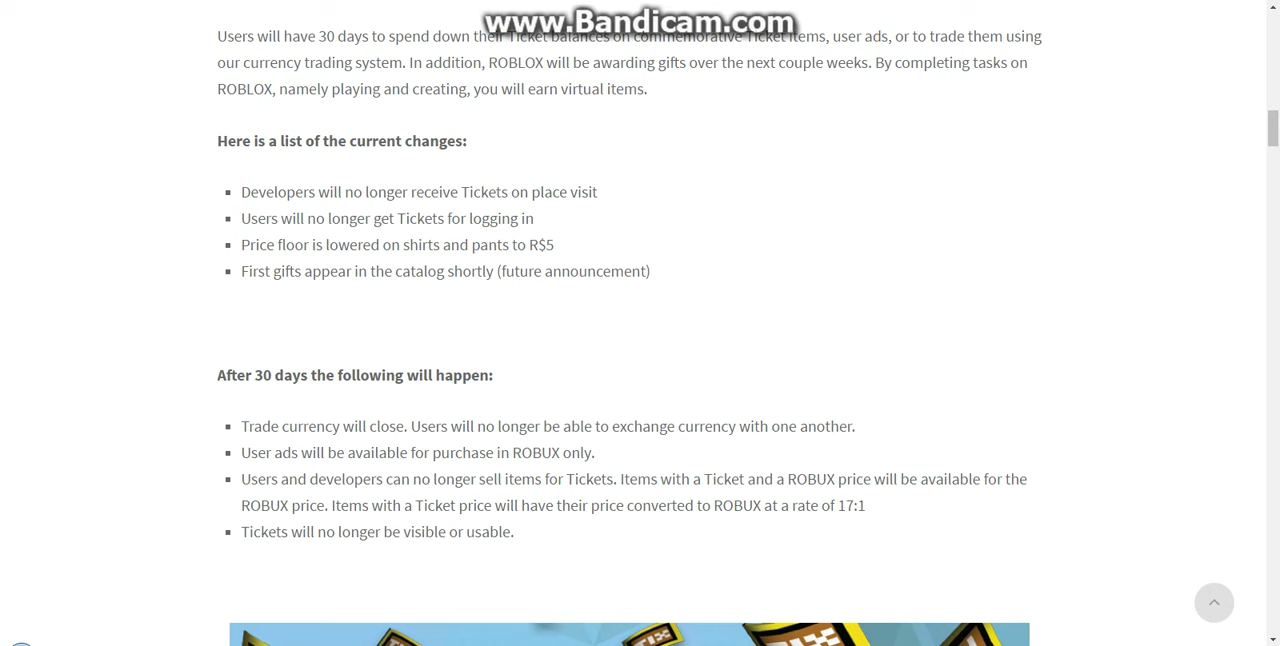 www.Bandicam.com
Users will have 30 days to spend down their Ticket balances on commemorative Ticket items, user ads, or to trade them using
our currency trading system. In addition, ROBLOX will be awarding gifts over the next couple weeks. By completing tasks on
ROBLOX, namely playing and creating, you will earn virtual items.
Here is a list of the current changes:
Developers will no longer receive Tickets on place visit
Users will no longer get Tickets for logging in
Price floor is lowered on shirts and pants to R$5
First gifts appear in the catalog shortly (future announcement)
After 30 days the following will happen:
Trade currency will close. Users will no longer be able to exchange currency with one another.
User ads will be available for purchase in ROBUX only.
Users and developers can no longer sell items for Tickets. Items with a Ticket and a ROBUX price will be available for the
ROBUX price. Items with a Ticket price will have their price converted to ROBUX at a rate of 17:1
Tickets will no longer be visible or usable.
TIX